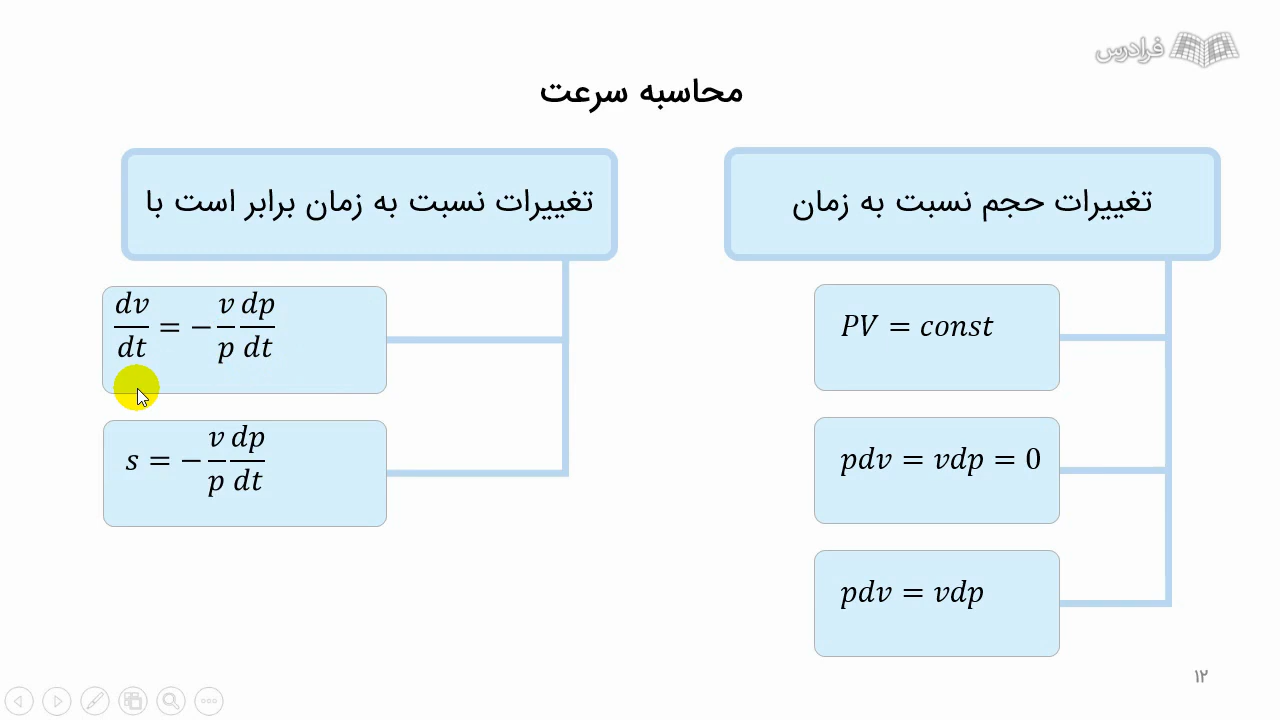 فرادرس
محاسبه سرعت
تغییرات حجم نسبت به زمان
PV = const
pdv = vdp = 0
pdv = vdp
تغییرات نسبت به زمان برابر است با
dv/dt = − v/p dp/dt
s = − v/p dp/dt
۱۲